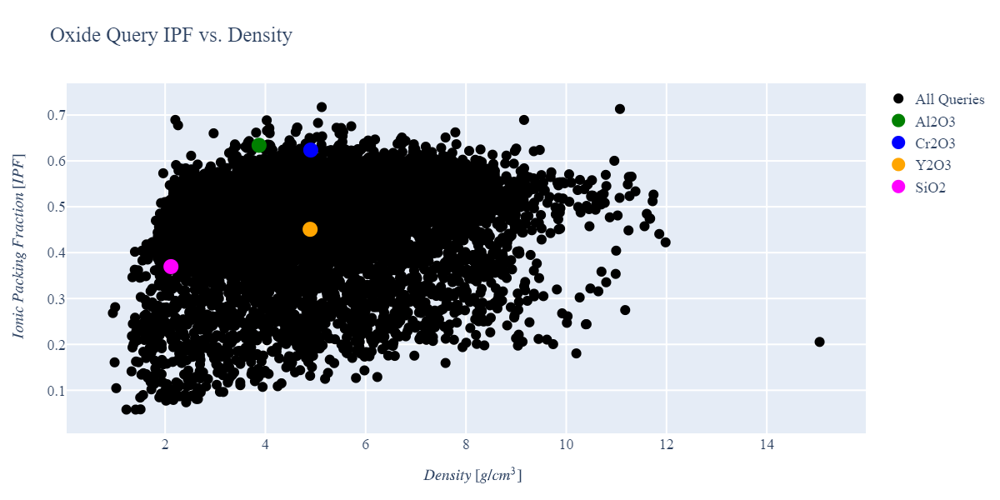 Oxide Query IPF vs. Density
Ionic Packing Fraction [IPF]
0.7
0.6
0.5
0.4
0.3
0.2
0.1
2 4 6 8 10 12 14
Density [g/cm³]
All Queries
Al2O3
Cr2O3
Y2O3
SiO2